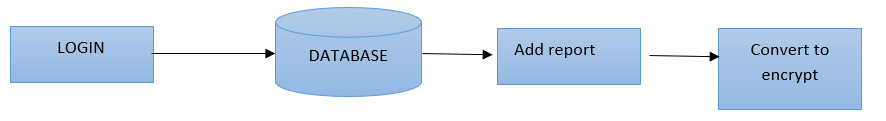 LOGIN
DATABASE
Add report
Convert to
encrypt